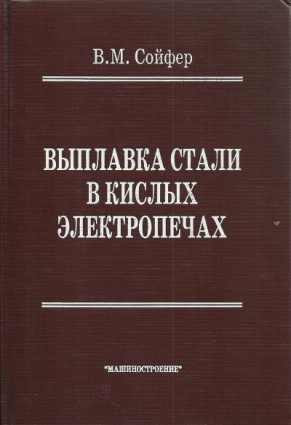 В.М. Сойфер
ВЫПЛАВКА СТАЛИ
В КИСЛЫХ
ЭЛЕКТРОПЕЧАХ
"МАШИНОСТРОЕНИЕ"